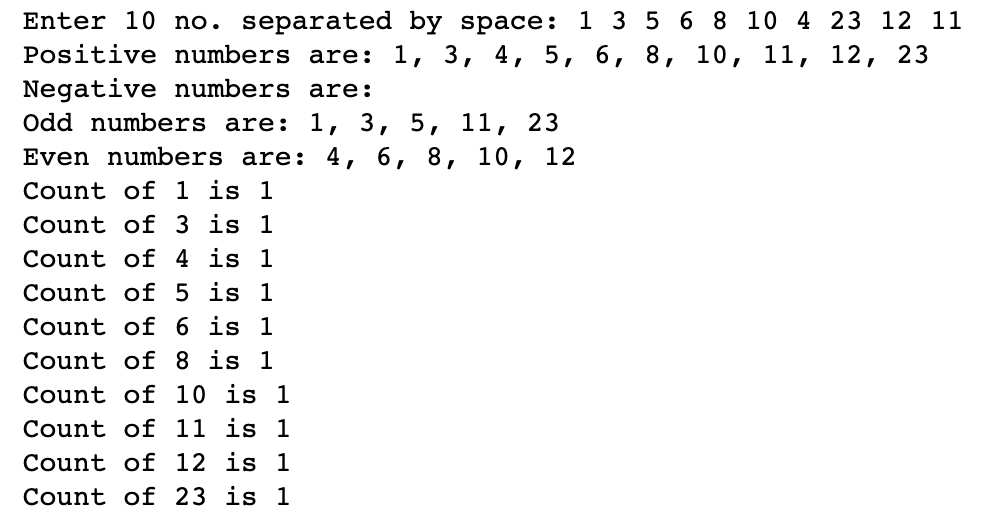 Enter 10 no. separated by space: 1 3 5 6 8 10 4 23 12 11
Positive numbers are: 1, 3, 4, 5, 6, 8, 10, 11, 12, 23
Negative numbers are:
Odd numbers are: 1, 3, 5, 11, 23
Even numbers are: 4, 6, 8, 10, 12
Count of 1 is 1
Count of 3 is 1
Count of 4 is 1
Count of 5 is 1
Count of 6 is 1
Count of 8 is 1
Count of 10 is 1
Count of 11 is 1
Count of 12 is 1
Count of 23 is 1